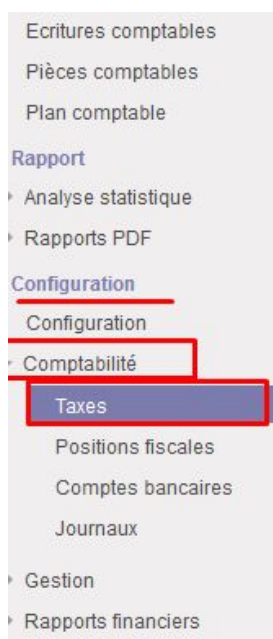 Ecritures comptables
Pièces comptables
Plan comptable
Rapport
Analyse statistique
Rapports PDF
Configuration
Configuration
Comptabilité
Taxes
Positions fiscales
Comptes bancaires
Journaux
Gestion
Rapports financiers